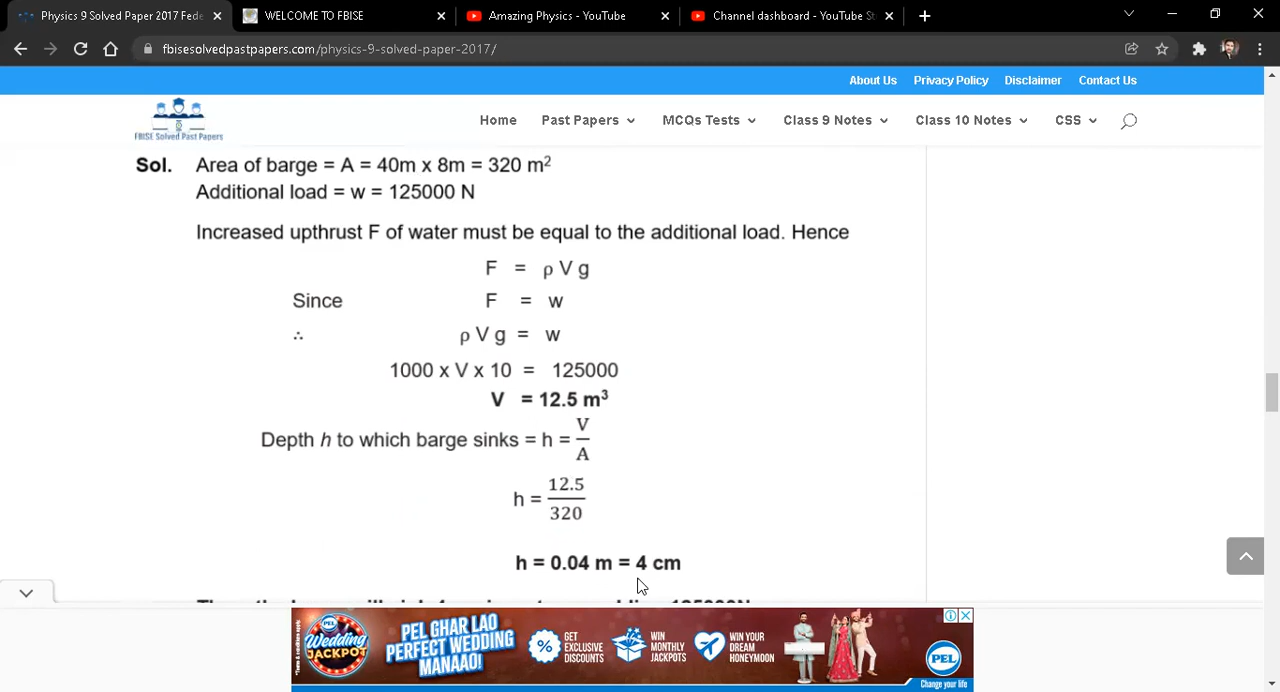 Physics 9 Solved Paper 2017 Fede
WELCOME TO FBISE
Amazing Physics - YouTube
Channel dashboard - YouTube St
fbisesolvedpastpapers.com/physics-9-solved-paper-2017/
About Us Privacy Policy Disclaimer Contact Us
FBISE Solved Past Papers
Home Past Papers MCQs Tests Class 9 Notes Class 10 Notes CSS
Sol. Area of barge = A = 40m x 8m = 320 m²
Additional load = w = 125000 N
Increased upthrust F of water must be equal to the additional load. Hence
F = ρ V g
Since F = w
∴ ρ V g = w
1000 x V x 10 = 125000
V = 12.5 m³
Depth h to which barge sinks = h = V/A
h = 12.5/320
h = 0.04 m = 4 cm
PEL
Wedding
JACKPOT
PEL GHAR LAO
PERFECT WEDDING
MANAAO!
%
GET
EXCLUSIVE
DISCOUNTS
WIN
MONTHLY
JACKPOTS
WIN YOUR
DREAM
HONEYMOON
PEL
Change your life